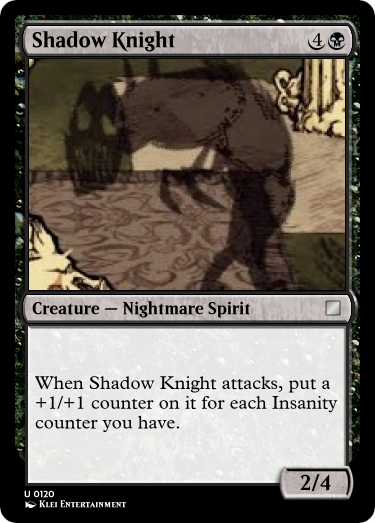 Shadow Knight 4
Creature — Nightmare Spirit
When Shadow Knight attacks, put a
+1/+1 counter on it for each Insanity
counter you have.
2/4
U 0120
Klei Entertainment